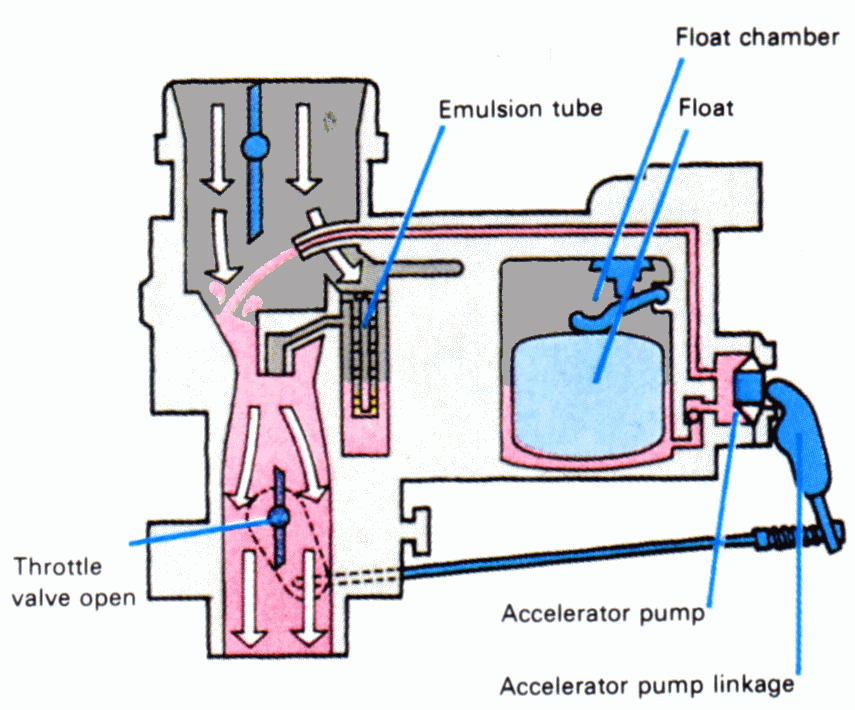 Float chamber
Emulsion tube
Float
Throttle
valve open
Accelerator pump
Accelerator pump linkage